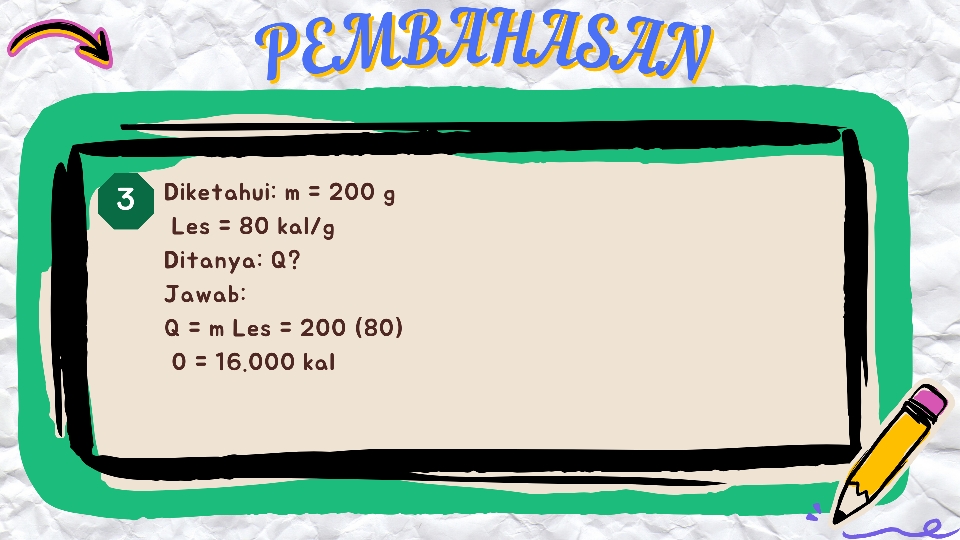 PEMBAHASAN
3
Diketahui: m = 200 g
Les = 80 kal/g
Ditanya: Q?
Jawab:
Q = m Les = 200 (80)
0 = 16.000 kal